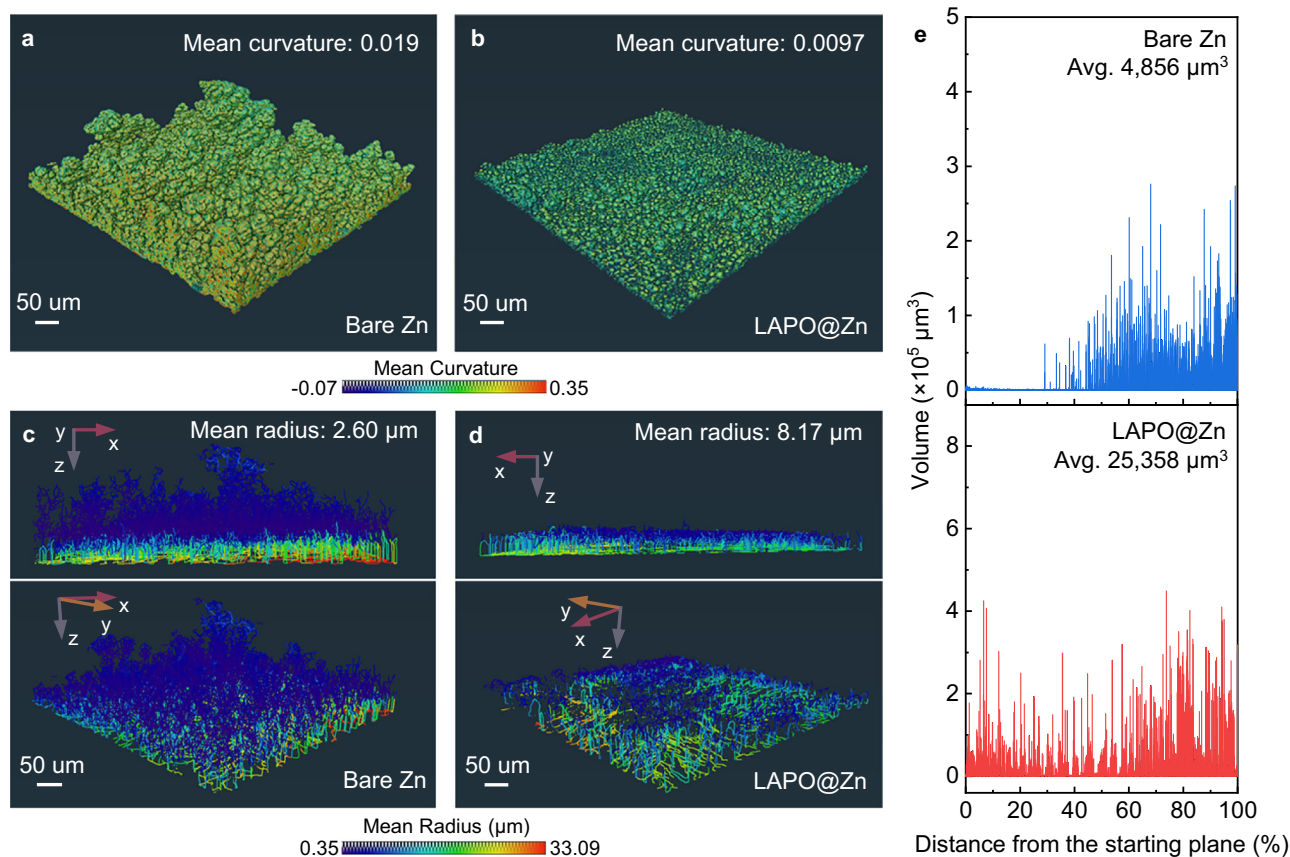 a
Mean curvature: 0.019
50 um
Bare Zn
b
Mean curvature: 0.0097
50 um
LAPO@Zn
Mean Curvature
-0.07
0.35
c
Mean radius: 2.60 µm
y
x
z
x
y
z
50 um
Bare Zn
d
Mean radius: 8.17 µm
x
y
z
y
x
z
50 um
LAPO@Zn
Mean Radius (µm)
0.35
33.09
e
Bare Zn
Avg. 4,856 µm³
5
4
3
2
1
0
LAPO@Zn
Avg. 25,358 µm³
8
6
4
2
0
Volume (×10⁵ µm³)
0 20 40 60 80 100
Distance from the starting plane (%)